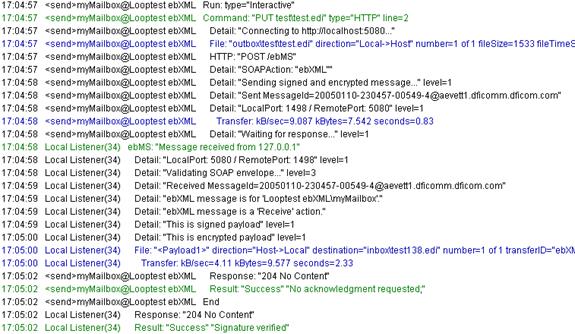 17:04:57 <send>myMailbox@Looptest ebXML Run: type="Interactive"
17:04:57 <send>myMailbox@Looptest ebXML Command: "PUT test\test.edi" type="HTTP" line=2
17:04:57 <send>myMailbox@Looptest ebXML Detail: "Connecting to http://localhost:5080..."
17:04:57 <send>myMailbox@Looptest ebXML File: "outbox\test\test.edi" direction="Local->Host" number=1 of 1 fileSize=1533 fileTimeS
17:04:57 <send>myMailbox@Looptest ebXML HTTP: "POST /ebMS"
17:04:57 <send>myMailbox@Looptest ebXML Detail: "SOAPAction: "ebXML""
17:04:58 <send>myMailbox@Looptest ebXML Detail: "Sending signed and encrypted message..." level=1
17:04:58 <send>myMailbox@Looptest ebXML Detail: "Sent MessageId=20050110-230457-00549-4@aevett1.dficomm.dficom.com"
17:04:58 <send>myMailbox@Looptest ebXML Detail: "LocalPort: 1498 / RemotePort: 5080" level=1
17:04:58 <send>myMailbox@Looptest ebXML Transfer: kB/sec=9.087 kBytes=7.542 seconds=0.83
17:04:58 <send>myMailbox@Looptest ebXML Detail: "Waiting for response..." level=1
17:04:58 Local Listener(34) ebMS: "Message received from 127.0.0.1"
17:04:58 Local Listener(34) Detail: "LocalPort: 5080 / RemotePort: 1498" level=1
17:04:58 Local Listener(34) Detail: "Validating SOAP envelope..." level=3
17:04:59 Local Listener(34) Detail: "Received MessageId=20050110-230457-00549-4@aevett1.dficomm.dficom.com"
17:04:59 Local Listener(34) Detail: "ebXML message is for 'Looptest ebXML\myMailbox'."
17:04:59 Local Listener(34) Detail: "ebXML message is a 'Receive' action."
17:04:59 Local Listener(34) Detail: "This is signed payload" level=1
17:05:00 Local Listener(34) Detail: "This is encrypted payload" level=1
17:05:00 Local Listener(34) File: "<Payload1>" direction="Host->Local" destination="inbox\test138.edi" number=1 of 1 transferID="ebX
17:05:00 Local Listener(34) Transfer: kB/sec=4.11 kBytes=9.577 seconds=2.33
17:05:02 <send>myMailbox@Looptest ebXML Response: "204 No Content"
17:05:02 <send>myMailbox@Looptest ebXML Result: "Success" "No acknowledgment requested,"
17:05:02 <send>myMailbox@Looptest ebXML End
17:05:02 Local Listener(34) Response: "204 No Content"
17:05:02 Local Listener(34) Result: "Success" "Signature verified"